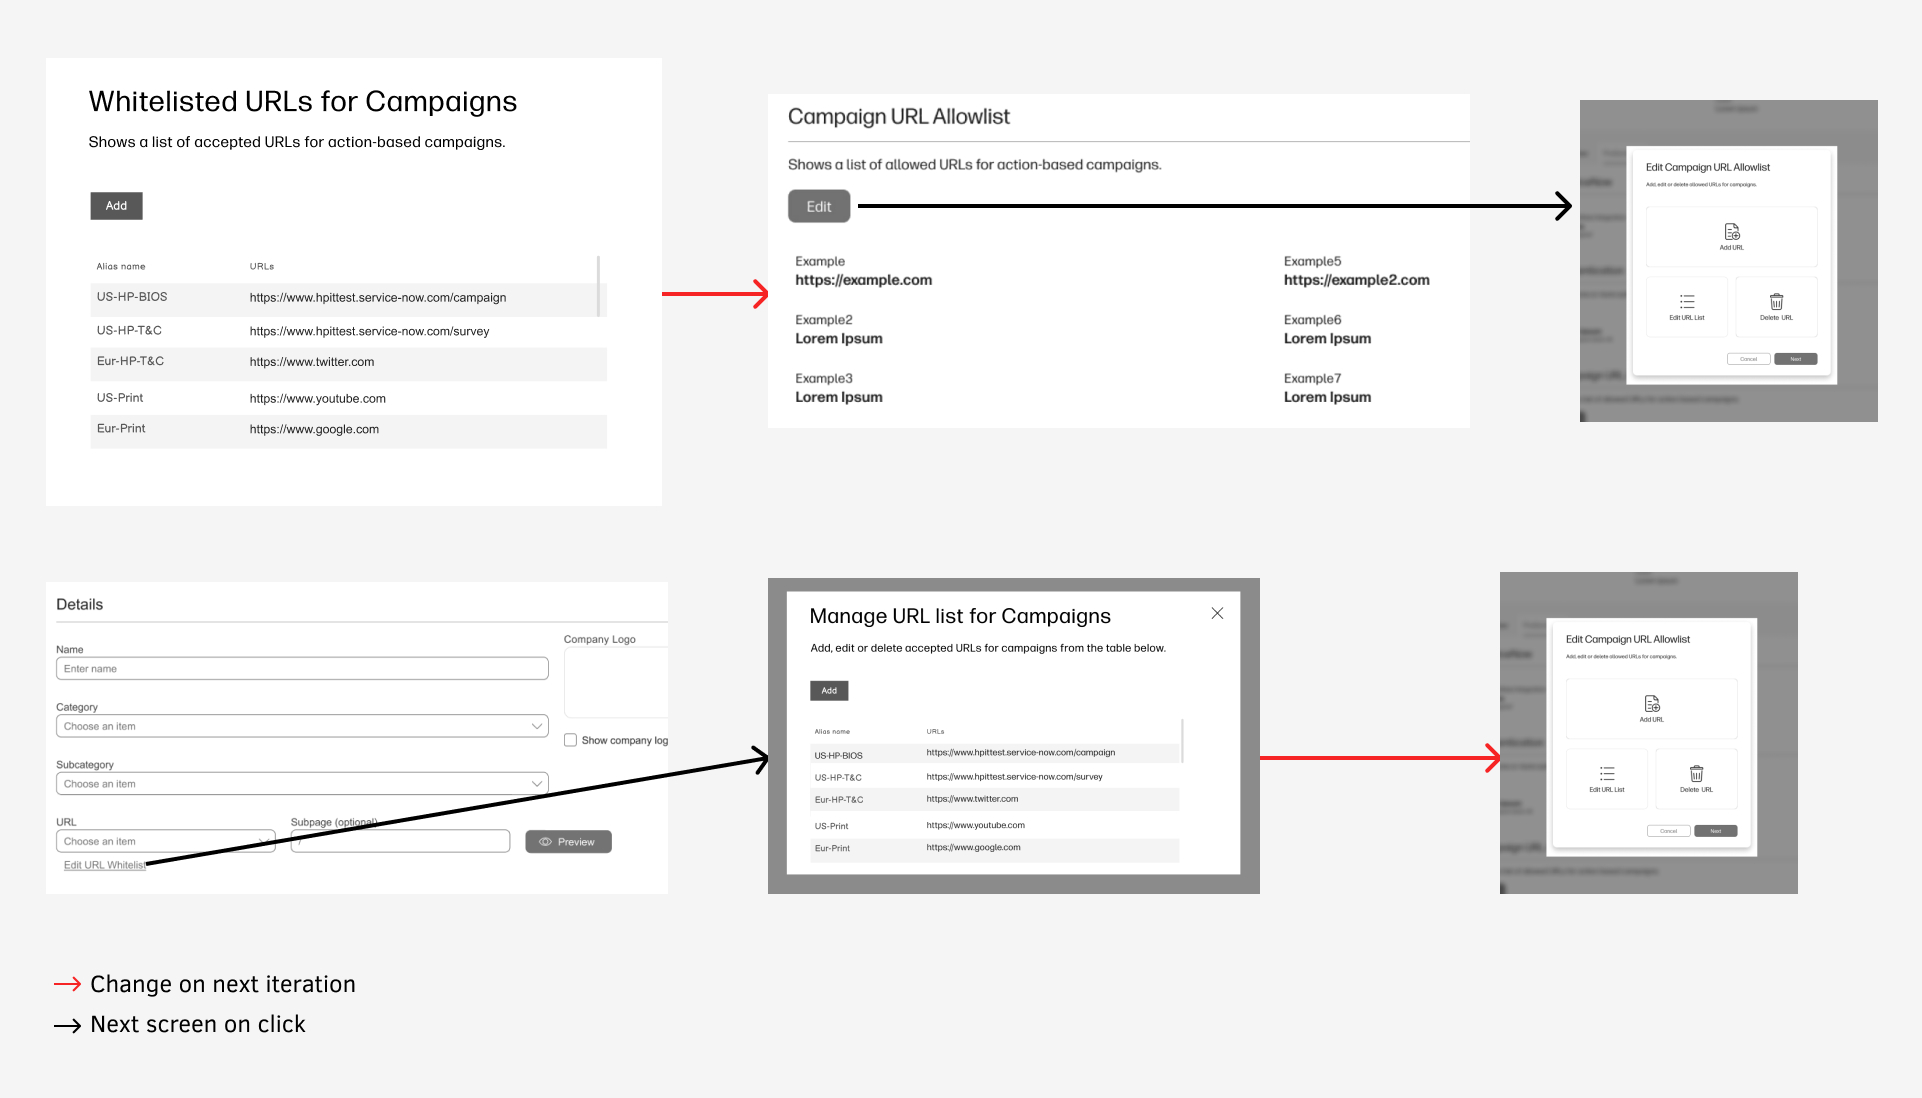 Whitelisted URLs for Campaigns
Shows a list of accepted URLs for action-based campaigns.
Add
Alias name URLs
US-HP-BIOS https://www.hpittest.service-now.com/campaign
US-HP-T&C https://www.hpittest.service-now.com/survey
Eur-HP-T&C https://www.twitter.com
US-Print https://www.youtube.com
Eur-Print https://www.google.com
Campaign URL Allowlist
Shows a list of allowed URLs for action-based campaigns.
Edit
Example Example5
https://example.com https://example2.com
Example2 Example6
Lorem Ipsum Lorem Ipsum
Example3 Example7
Lorem Ipsum Lorem Ipsum
Edit Campaign URL Allowlist
Add, edit or delete allowed URLs for campaigns.
Add URL
Edit URL List Delete URL
Cancel Next
Details
Name
Enter name
Company Logo
Category
Choose an item
Show company log
Subcategory
Choose an item
URL Subpage (optional)
Choose an item /
Preview
Edit URL Whitelist
Manage URL list for Campaigns
Add, edit or delete accepted URLs for campaigns from the table below.
Add
Alias name URLs
US-HP-BIOS https://www.hpittest.service-now.com/campaign
US-HP-T&C https://www.hpittest.service-now.com/survey
Eur-HP-T&C https://www.twitter.com
US-Print https://www.youtube.com
Eur-Print https://www.google.com
Edit Campaign URL Allowlist
Add, edit or delete allowed URLs for campaigns.
Add URL
Edit URL List Delete URL
Cancel Next
Change on next iteration
Next screen on click